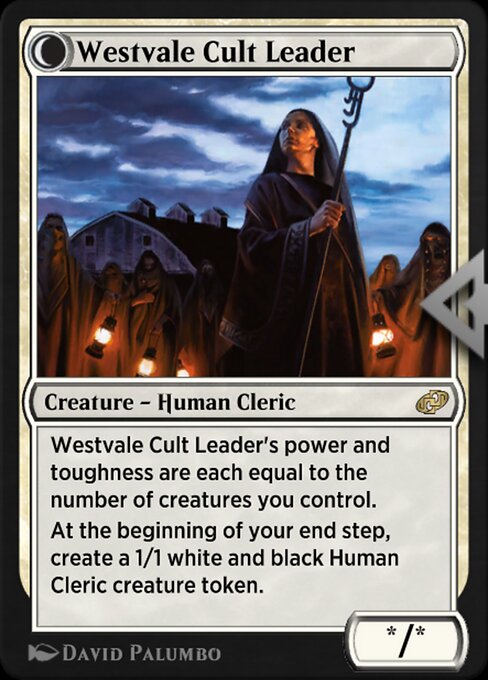 Westvale Cult Leader
Creature – Human Cleric
Westvale Cult Leader's power and
toughness are each equal to the
number of creatures you control.
At the beginning of your end step,
create a 1/1 white and black Human
Cleric creature token.
*/*
David Palumbo